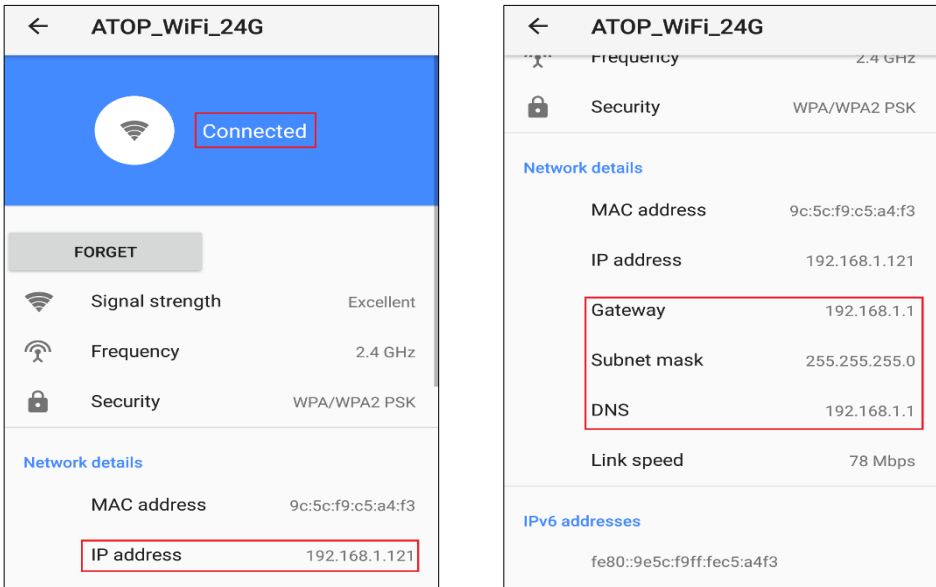 ATOP_WiFi_24G
Connected
FORGET
Signal strength Excellent
Frequency 2.4 GHz
Security WPA/WPA2 PSK
Network details
MAC address 9c:5c:f9:c5:a4:f3
IP address 192.168.1.121
ATOP_WiFi_24G
Frequency 2.4 GHz
Security WPA/WPA2 PSK
Network details
MAC address 9c:5c:f9:c5:a4:f3
IP address 192.168.1.121
Gateway 192.168.1.1
Subnet mask 255.255.255.0
DNS 192.168.1.1
Link speed 78 Mbps
IPv6 addresses
fe80::9e5c:f9ff:fec5:a4f3